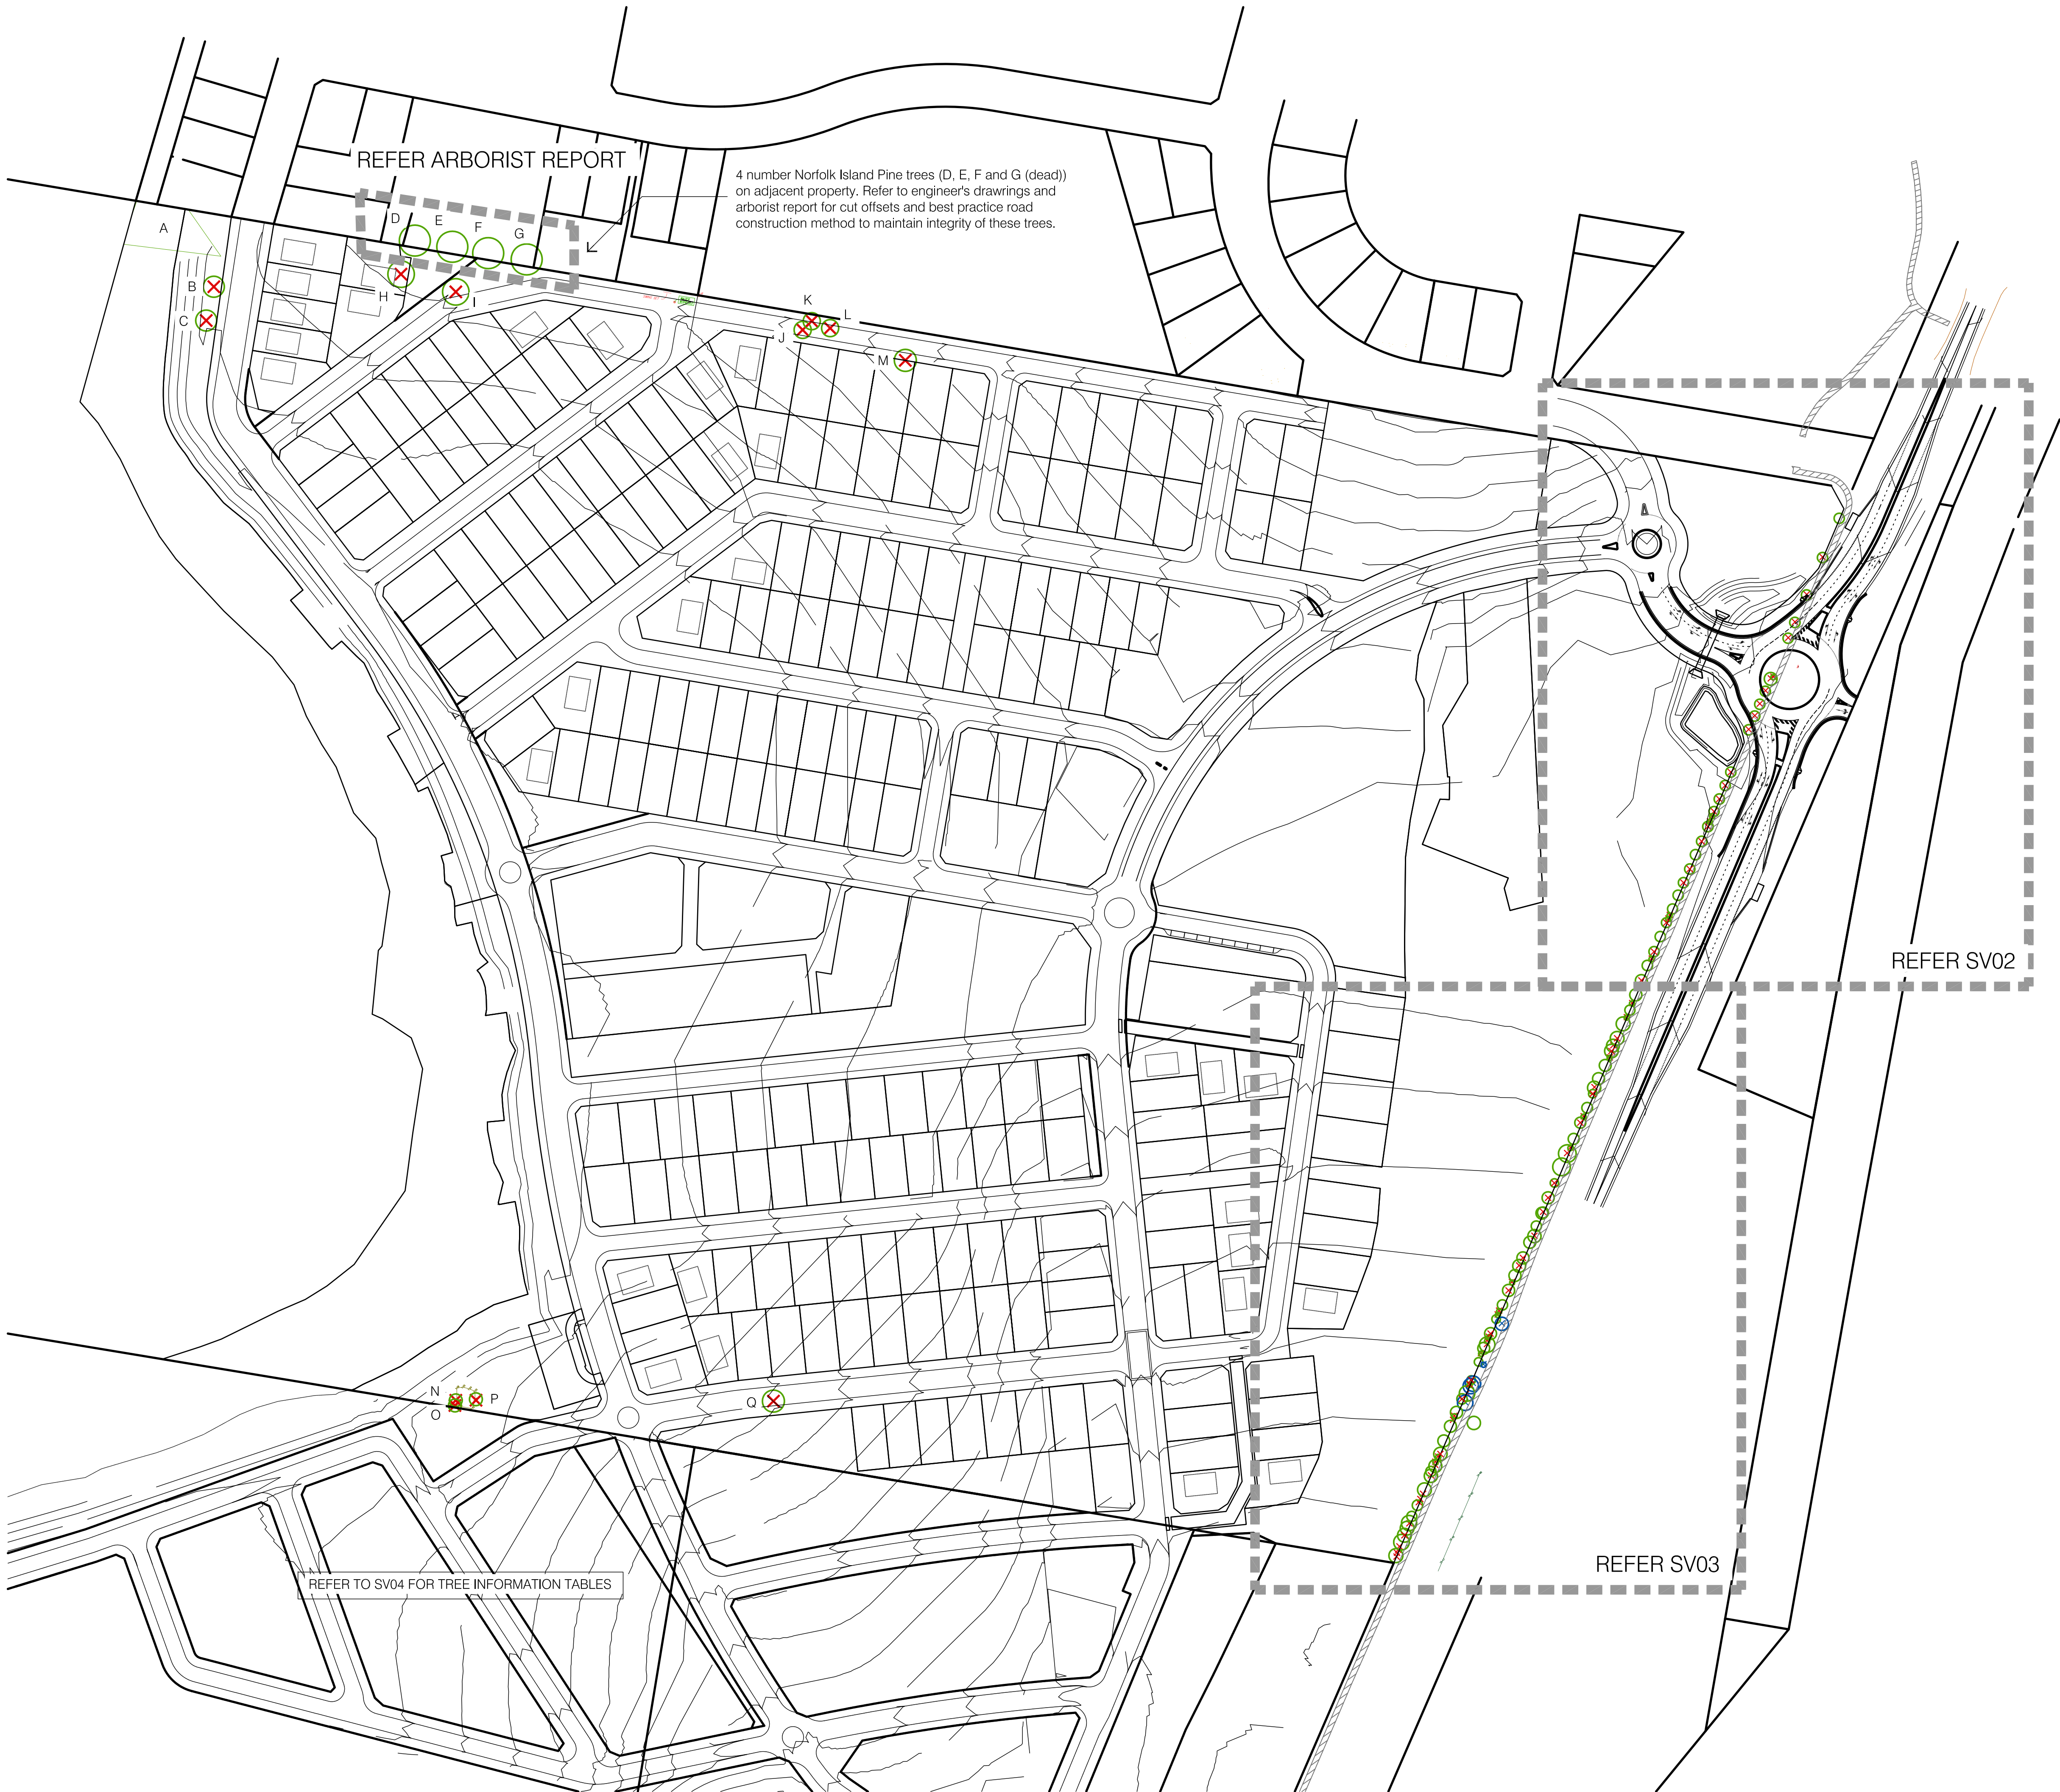 REFER ARBORIST REPORT
4 number Norfolk Island Pine trees (D, E, F and G (dead))
on adjacent property. Refer to engineer's drawings and
arborist report for cut offsets and best practice road
construction method to maintain integrity of these trees.
A
D
E
F
G
B
H
I
C
K
L
J
M
REFER SV02
N
P
O
Q
REFER SV03
REFER TO SV04 FOR TREE INFORMATION TABLES